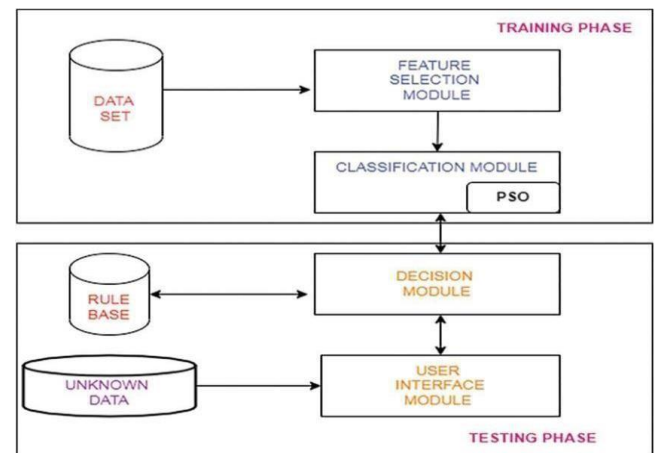 TRAINING PHASE
DATA
SET
FEATURE
SELECTION
MODULE
CLASSIFICATION MODULE
PSO
RULE
BASE
DECISION
MODULE
UNKNOWN
DATA
USER
INTERFACE
MODULE
TESTING PHASE